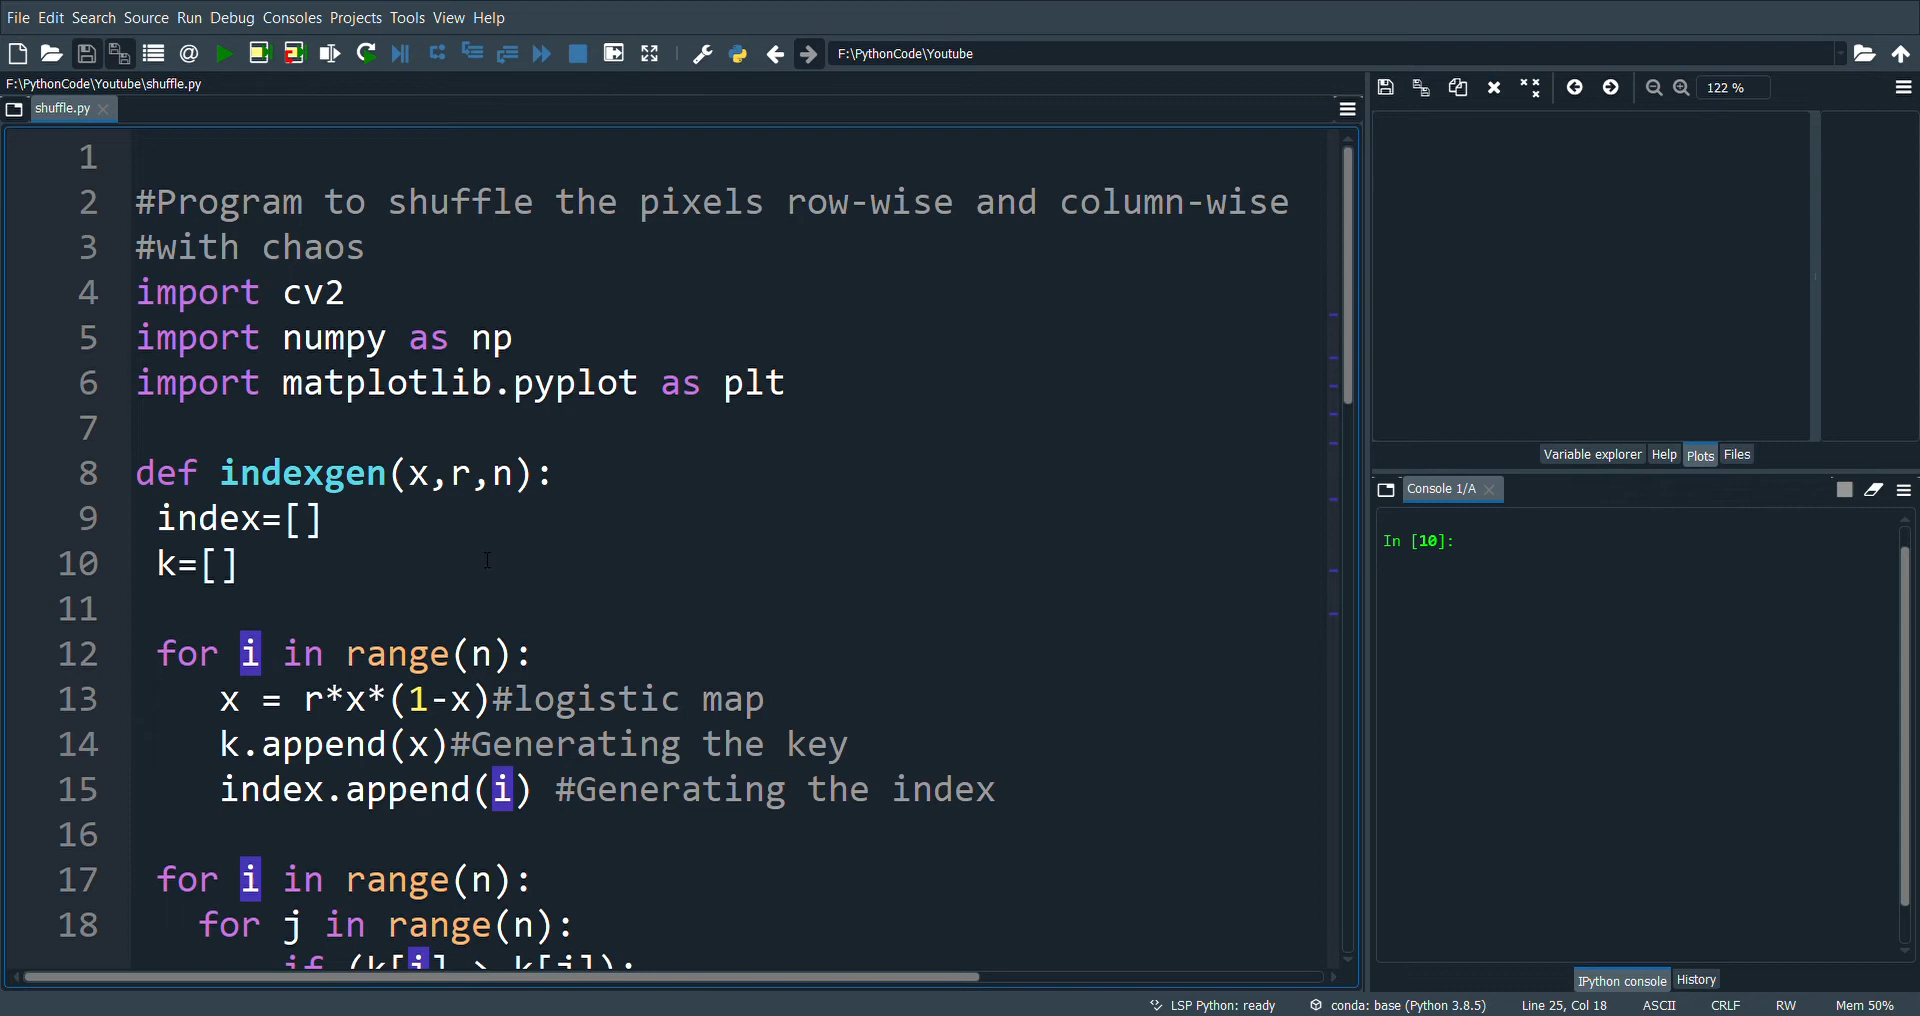 File Edit Search Source Run Debug Consoles Projects Tools View Help
F:\PythonCode\Youtube
F:\PythonCode\Youtube\shuffle.py
shuffle.py
122 %
1
2 #Program to shuffle the pixels row-wise and column-wise
3 #with chaos
4 import cv2
5 import numpy as np
6 import matplotlib.pyplot as plt
7
8 def indexgen(x,r,n):
9 index=[]
10 k=[]
11
12 for i in range(n):
13 x = r*x*(1-x)#logistic map
14 k.append(x)#Generating the key
15 index.append(i) #Generating the index
16
17 for i in range(n):
18 for j in range(n):
if (k[i] > k[j]):
Variable explorer Help Plots Files
Console 1/A
In [10]:
IPython console History
LSP Python: ready conda: base (Python 3.8.5) Line 25, Col 18 ASCII CRLF RW Mem 50%